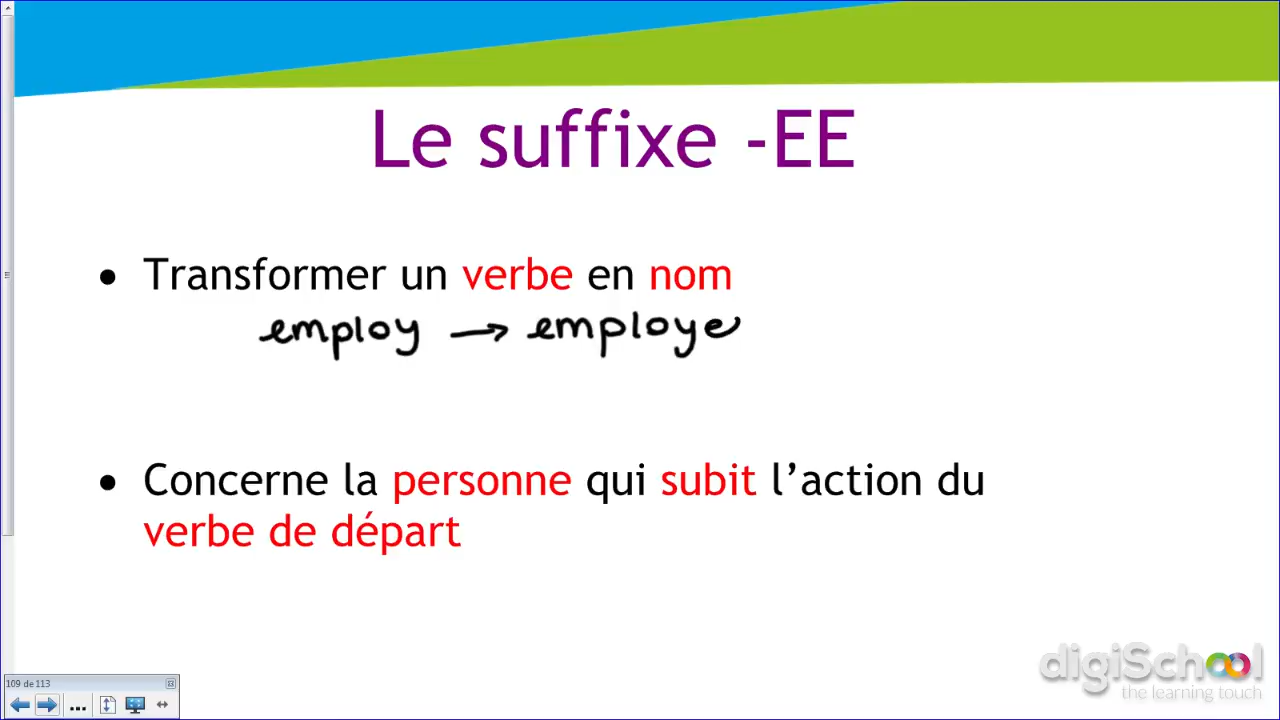 Le suffixe -EE
• Transformer un verbe en nom
employ → employe
• Concerne la personne qui subit l’action du
verbe de départ
digiSchool
the learning touch
109 de 113
...